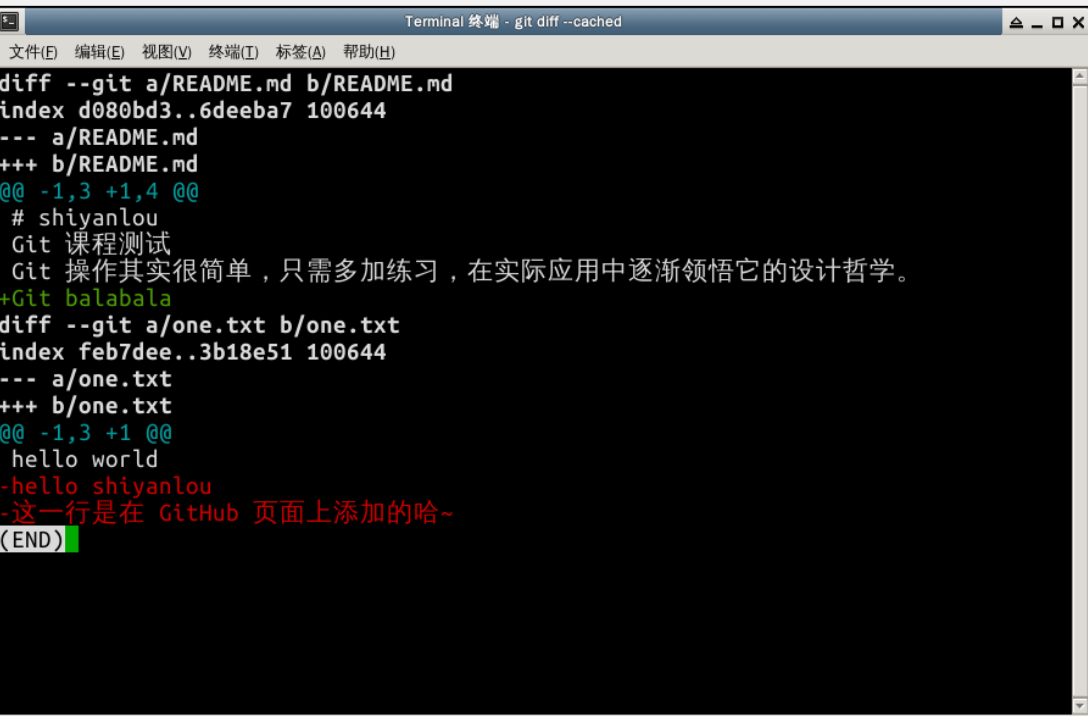 Terminal 终端 - git diff --cached
文件(F) 编辑(E) 视图(V) 终端(T) 标签(A) 帮助(H)
diff --git a/README.md b/README.md
index d080bd3..6deeba7 100644
--- a/README.md
+++ b/README.md
@@ -1,3 +1,4 @@
 # shiyanlou
 Git 课程测试
 Git 操作其实很简单，只需多加练习，在实际应用中逐渐领悟它的设计哲学。
+Git balabala
diff --git a/one.txt b/one.txt
index feb7dee..3b18e51 100644
--- a/one.txt
+++ b/one.txt
@@ -1,3 +1 @@
 hello world
-hello shiyanlou
-这一行是在 GitHub 页面上添加的哈~
(END)